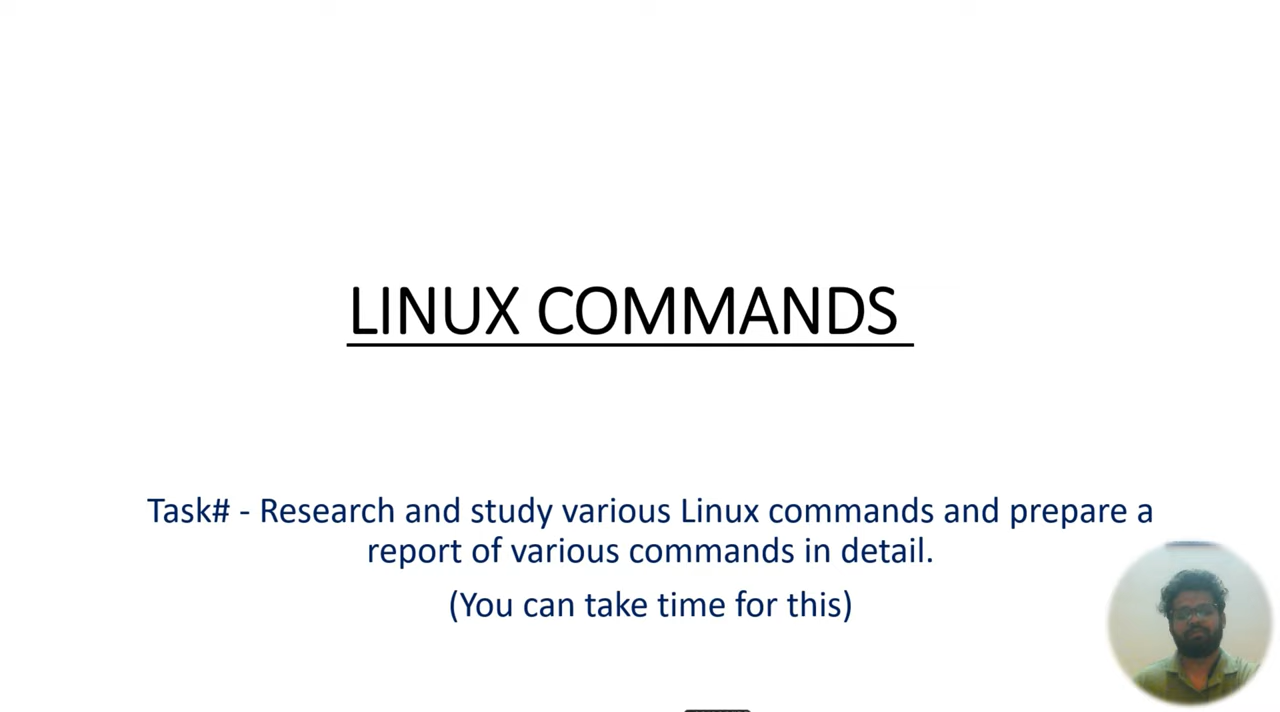 LINUX COMMANDS
Task# - Research and study various Linux commands and prepare a
report of various commands in detail.
(You can take time for this)